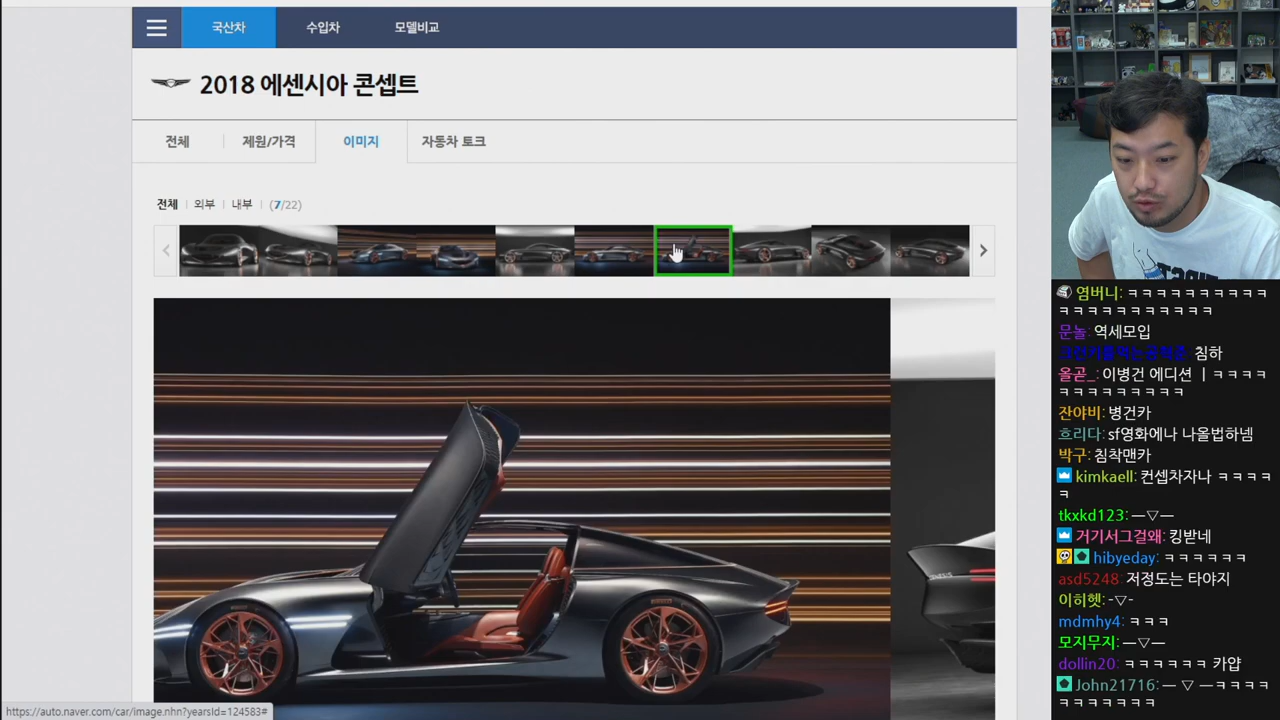 국산차
수입차
모델비교
2018 에센시아 콘셉트
전체
제원/가격
이미지
자동차 토크
전체 | 외부 | 내부 | (7/22)
https://auto.naver.com/car/image.nhn?yearsId=124583#
염버니: ㅋㅋㅋㅋㅋㅋㅋㅋㅋㅋ
ㅋㅋㅋㅋㅋㅋㅋㅋㅋㅋㅋ
문놀: 역세모입
침하
올곧_: 이병건 에디션 ㅣㅋㅋㅋㅋ
ㅋㅋㅋㅋㅋㅋㅋㅋㅋ
잔야비: 병건카
흐리다: sf영화에나 나올법하넴
박구: 침착맨카
kimkaell: 컨셉차자나 ㅋㅋㅋㅋ
ㅋ
tkxkd123: ㅡ▽ㅡ
거기서그걸왜: 킹받네
hibyeday: ㅋㅋㅋㅋㅋㅋ
asd5248: 저정도는 타야지
이히헷: -▽-
mdmhy4: ㅋㅋㅋ
모지무지: ㅡ▽ㅡ
dollin20: ㅋㅋㅋㅋㅋㅋ 카얍
John21716: ㅡ ▽ ㅡㅋㅋㅋㅋ
ㅋㅋㅋㅋㅋㅋㅋ